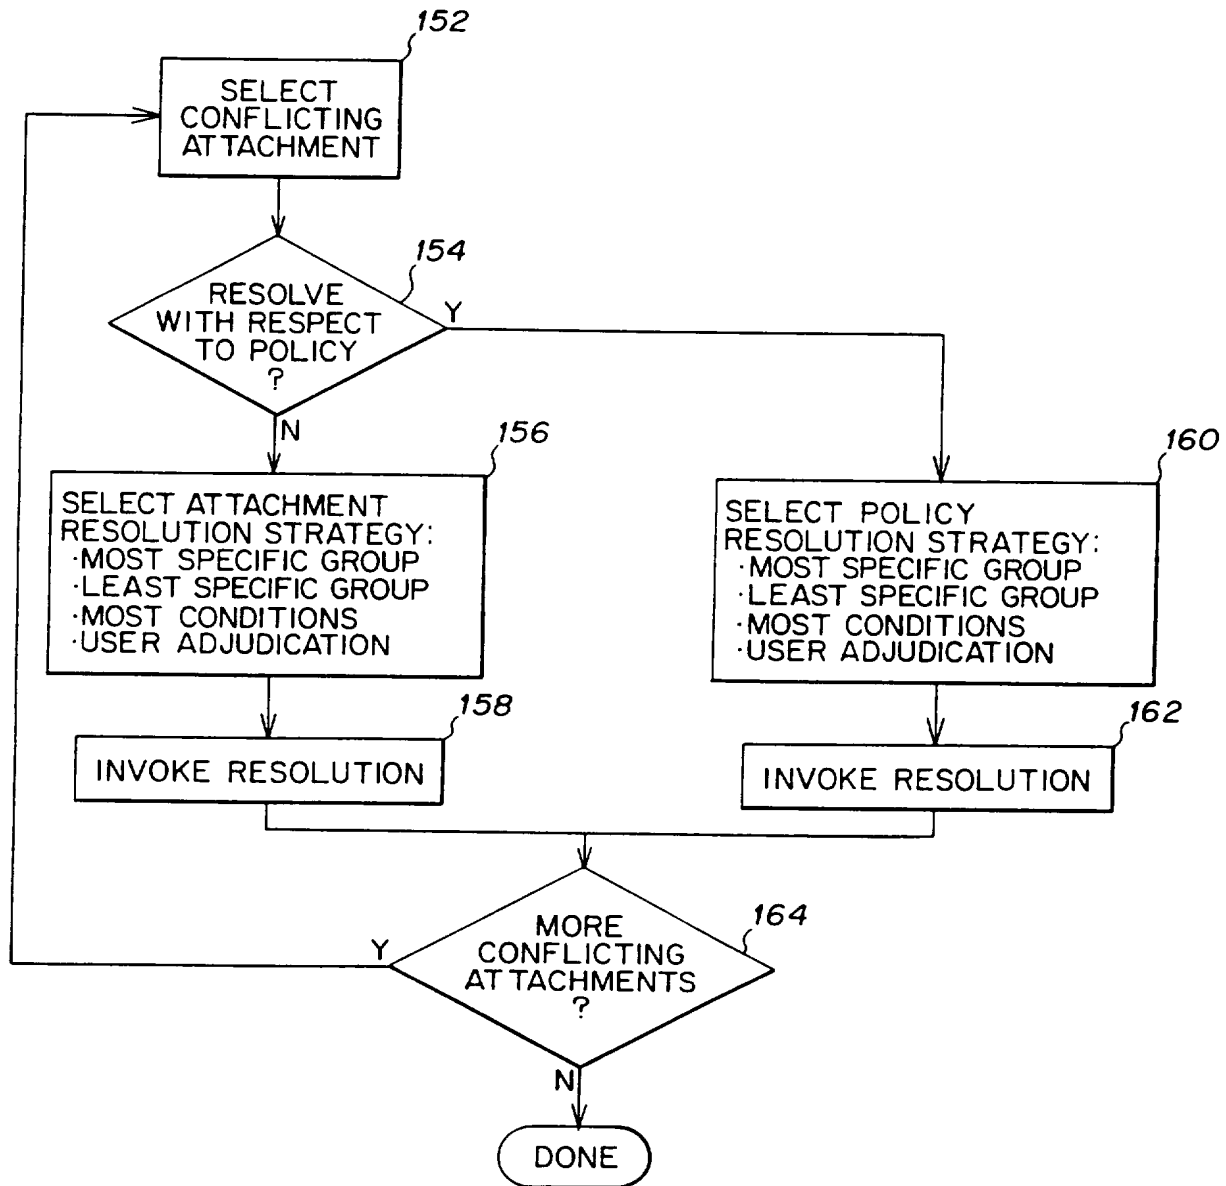 152
SELECT
CONFLICTING
ATTACHMENT
154
RESOLVE
WITH RESPECT
TO POLICY
?
Y
N
156
SELECT ATTACHMENT
RESOLUTION STRATEGY:
·MOST SPECIFIC GROUP
·LEAST SPECIFIC GROUP
·MOST CONDITIONS
·USER ADJUDICATION
160
SELECT POLICY
RESOLUTION STRATEGY:
·MOST SPECIFIC GROUP
·LEAST SPECIFIC GROUP
·MOST CONDITIONS
·USER ADJUDICATION
158
INVOKE RESOLUTION
162
INVOKE RESOLUTION
164
MORE
CONFLICTING
ATTACHMENTS
?
Y
N
DONE